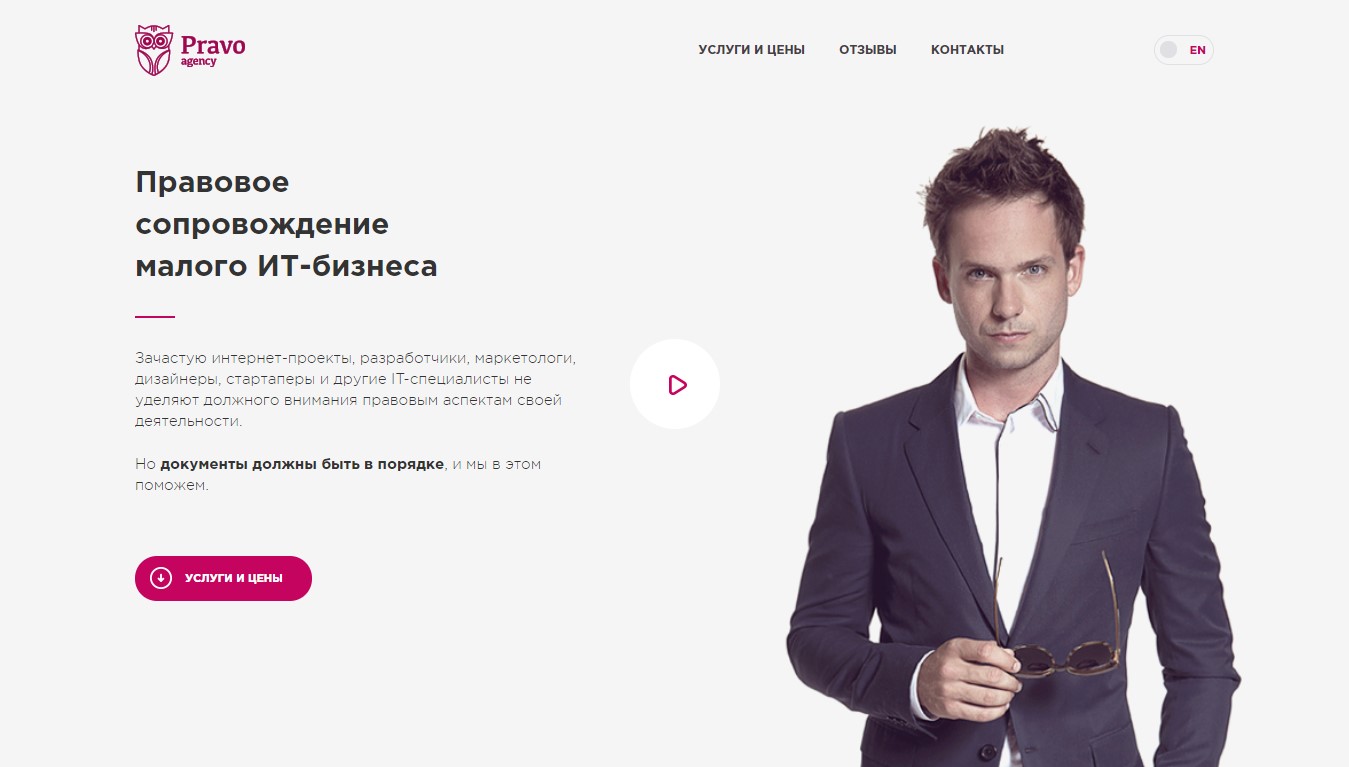 Pravo
agency
УСЛУГИ И ЦЕНЫ
ОТЗЫВЫ
КОНТАКТЫ
EN
Правовое
сопровождение
малого ИТ-бизнеса
Зачастую интернет-проекты, разработчики, маркетологи,
дизайнеры, стартаперы и другие IT-специалисты не
уделяют должного внимания правовым аспектам своей
деятельности.
Но документы должны быть в порядке, и мы в этом
поможем.
УСЛУГИ И ЦЕНЫ